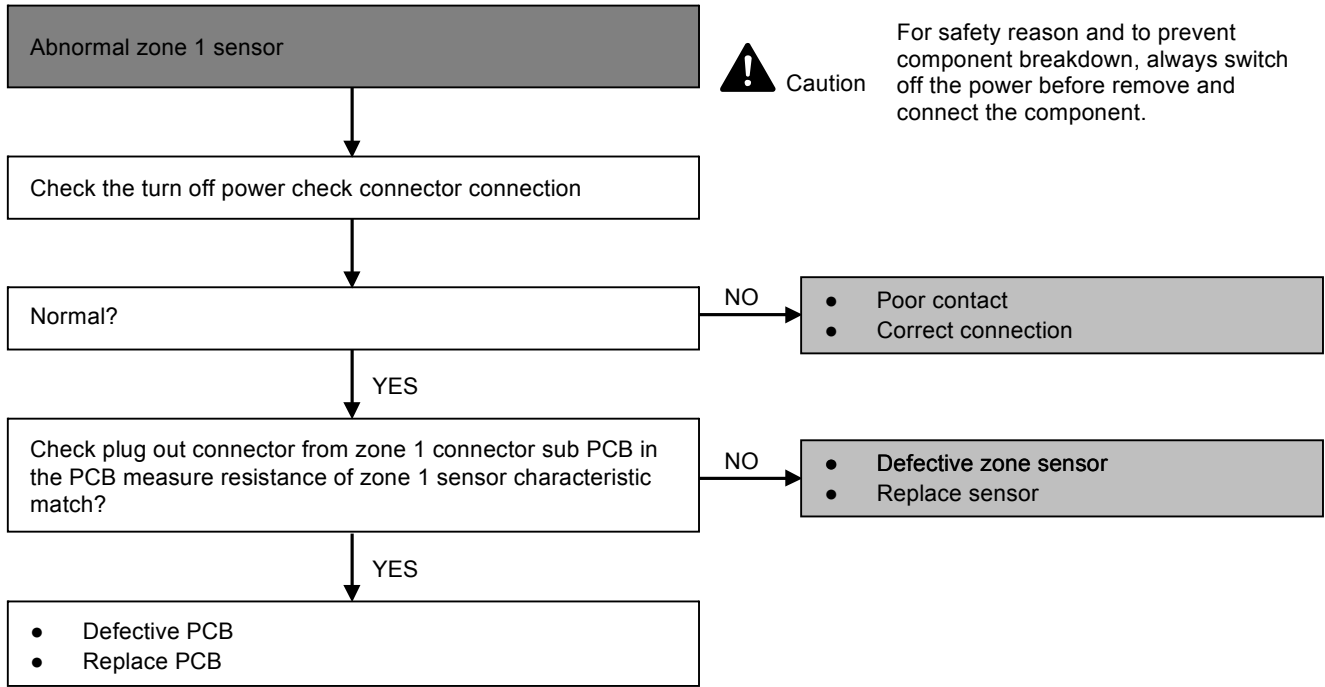 Abnormal zone 1 sensor
Caution
For safety reason and to prevent
component breakdown, always switch
off the power before remove and
connect the component.
Check the turn off power check connector connection
Normal?
NO
● Poor contact
● Correct connection
YES
Check plug out connector from zone 1 connector sub PCB in
the PCB measure resistance of zone 1 sensor characteristic
match?
NO
● Defective zone sensor
● Replace sensor
YES
● Defective PCB
● Replace PCB